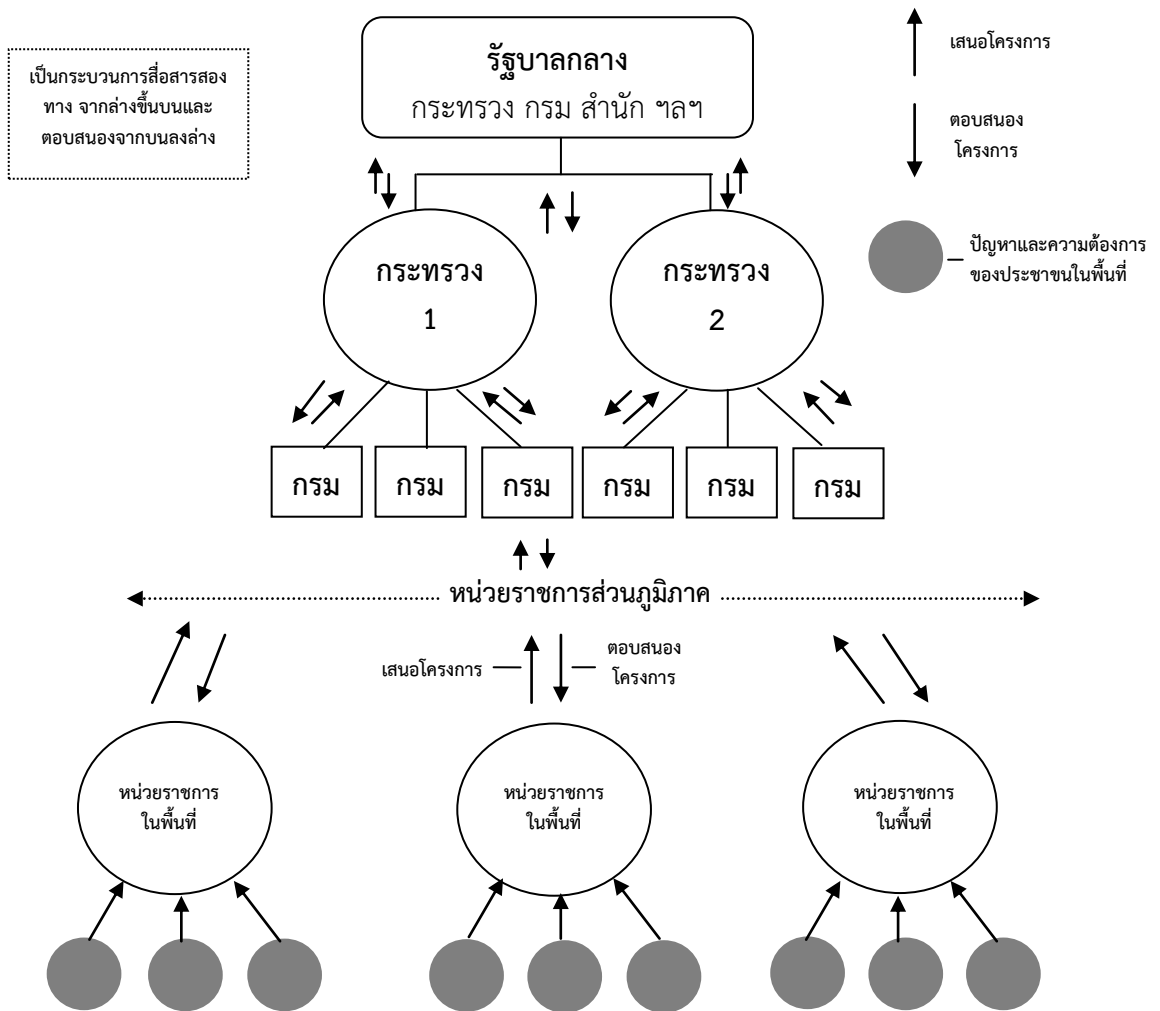 รัฐบาลกลาง
กระทรวง กรม สำนัก ฯลฯ
เป็นกระบวนการสื่อสารสอง
ทาง จากล่างขึ้นบนและ
ตอบสนองจากบนลงล่าง
เสนอโครงการ
ตอบสนอง
โครงการ
ปัญหาและความต้องการ
ของประชาขนในพื้นที่
กระทรวง
1
กระทรวง
2
กรม
กรม
กรม
กรม
กรม
กรม
หน่วยราชการส่วนภูมิภาค
เสนอโครงการ
ตอบสนอง
โครงการ
หน่วยราชการ
ในพื้นที่
หน่วยราชการ
ในพื้นที่
หน่วยราชการ
ในพื้นที่